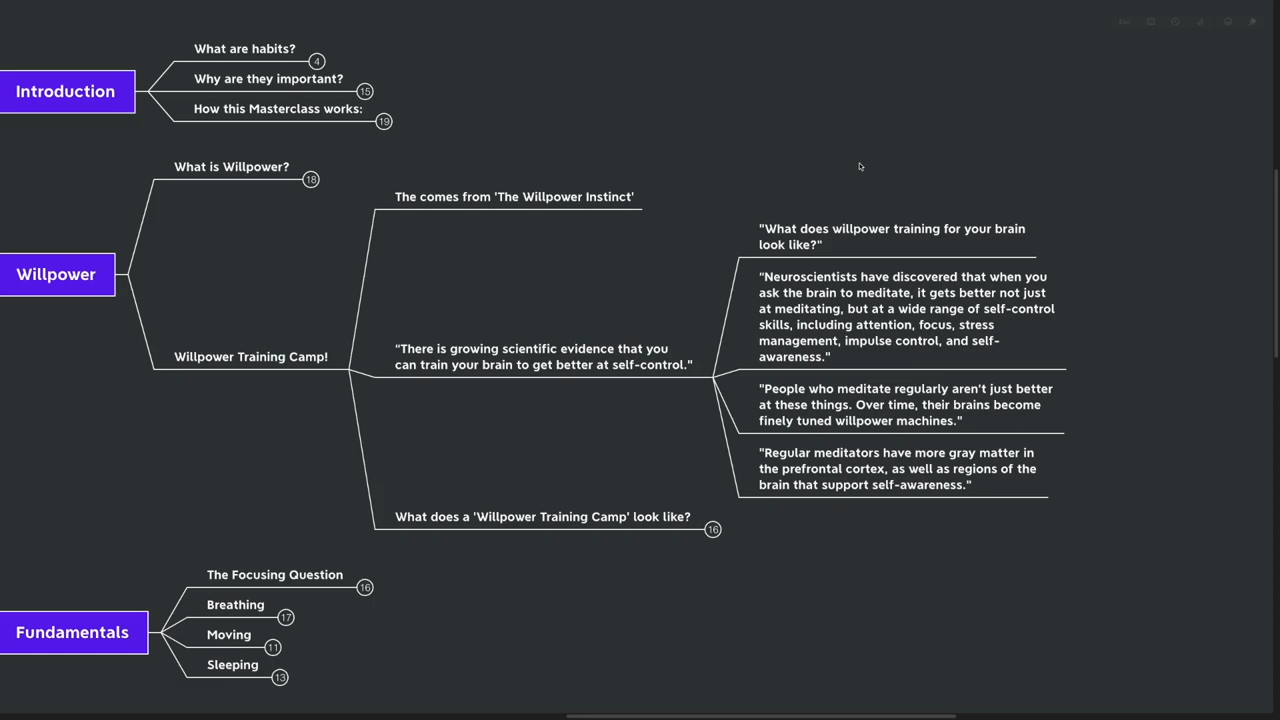 Introduction
What are habits?
4
Why are they important?
15
How this Masterclass works:
19
Willpower
What is Willpower?
18
Willpower Training Camp!
The comes from 'The Willpower Instinct'
"There is growing scientific evidence that you
can train your brain to get better at self-control."
"What does willpower training for your brain
look like?"
"Neuroscientists have discovered that when you
ask the brain to meditate, it gets better not just
at meditating, but at a wide range of self-control
skills, including attention, focus, stress
management, impulse control, and self-
awareness."
"People who meditate regularly aren't just better
at these things. Over time, their brains become
finely tuned willpower machines."
"Regular meditators have more gray matter in
the prefrontal cortex, as well as regions of the
brain that support self-awareness."
What does a 'Willpower Training Camp' look like?
16
Fundamentals
The Focusing Question
16
Breathing
17
Moving
11
Sleeping
13